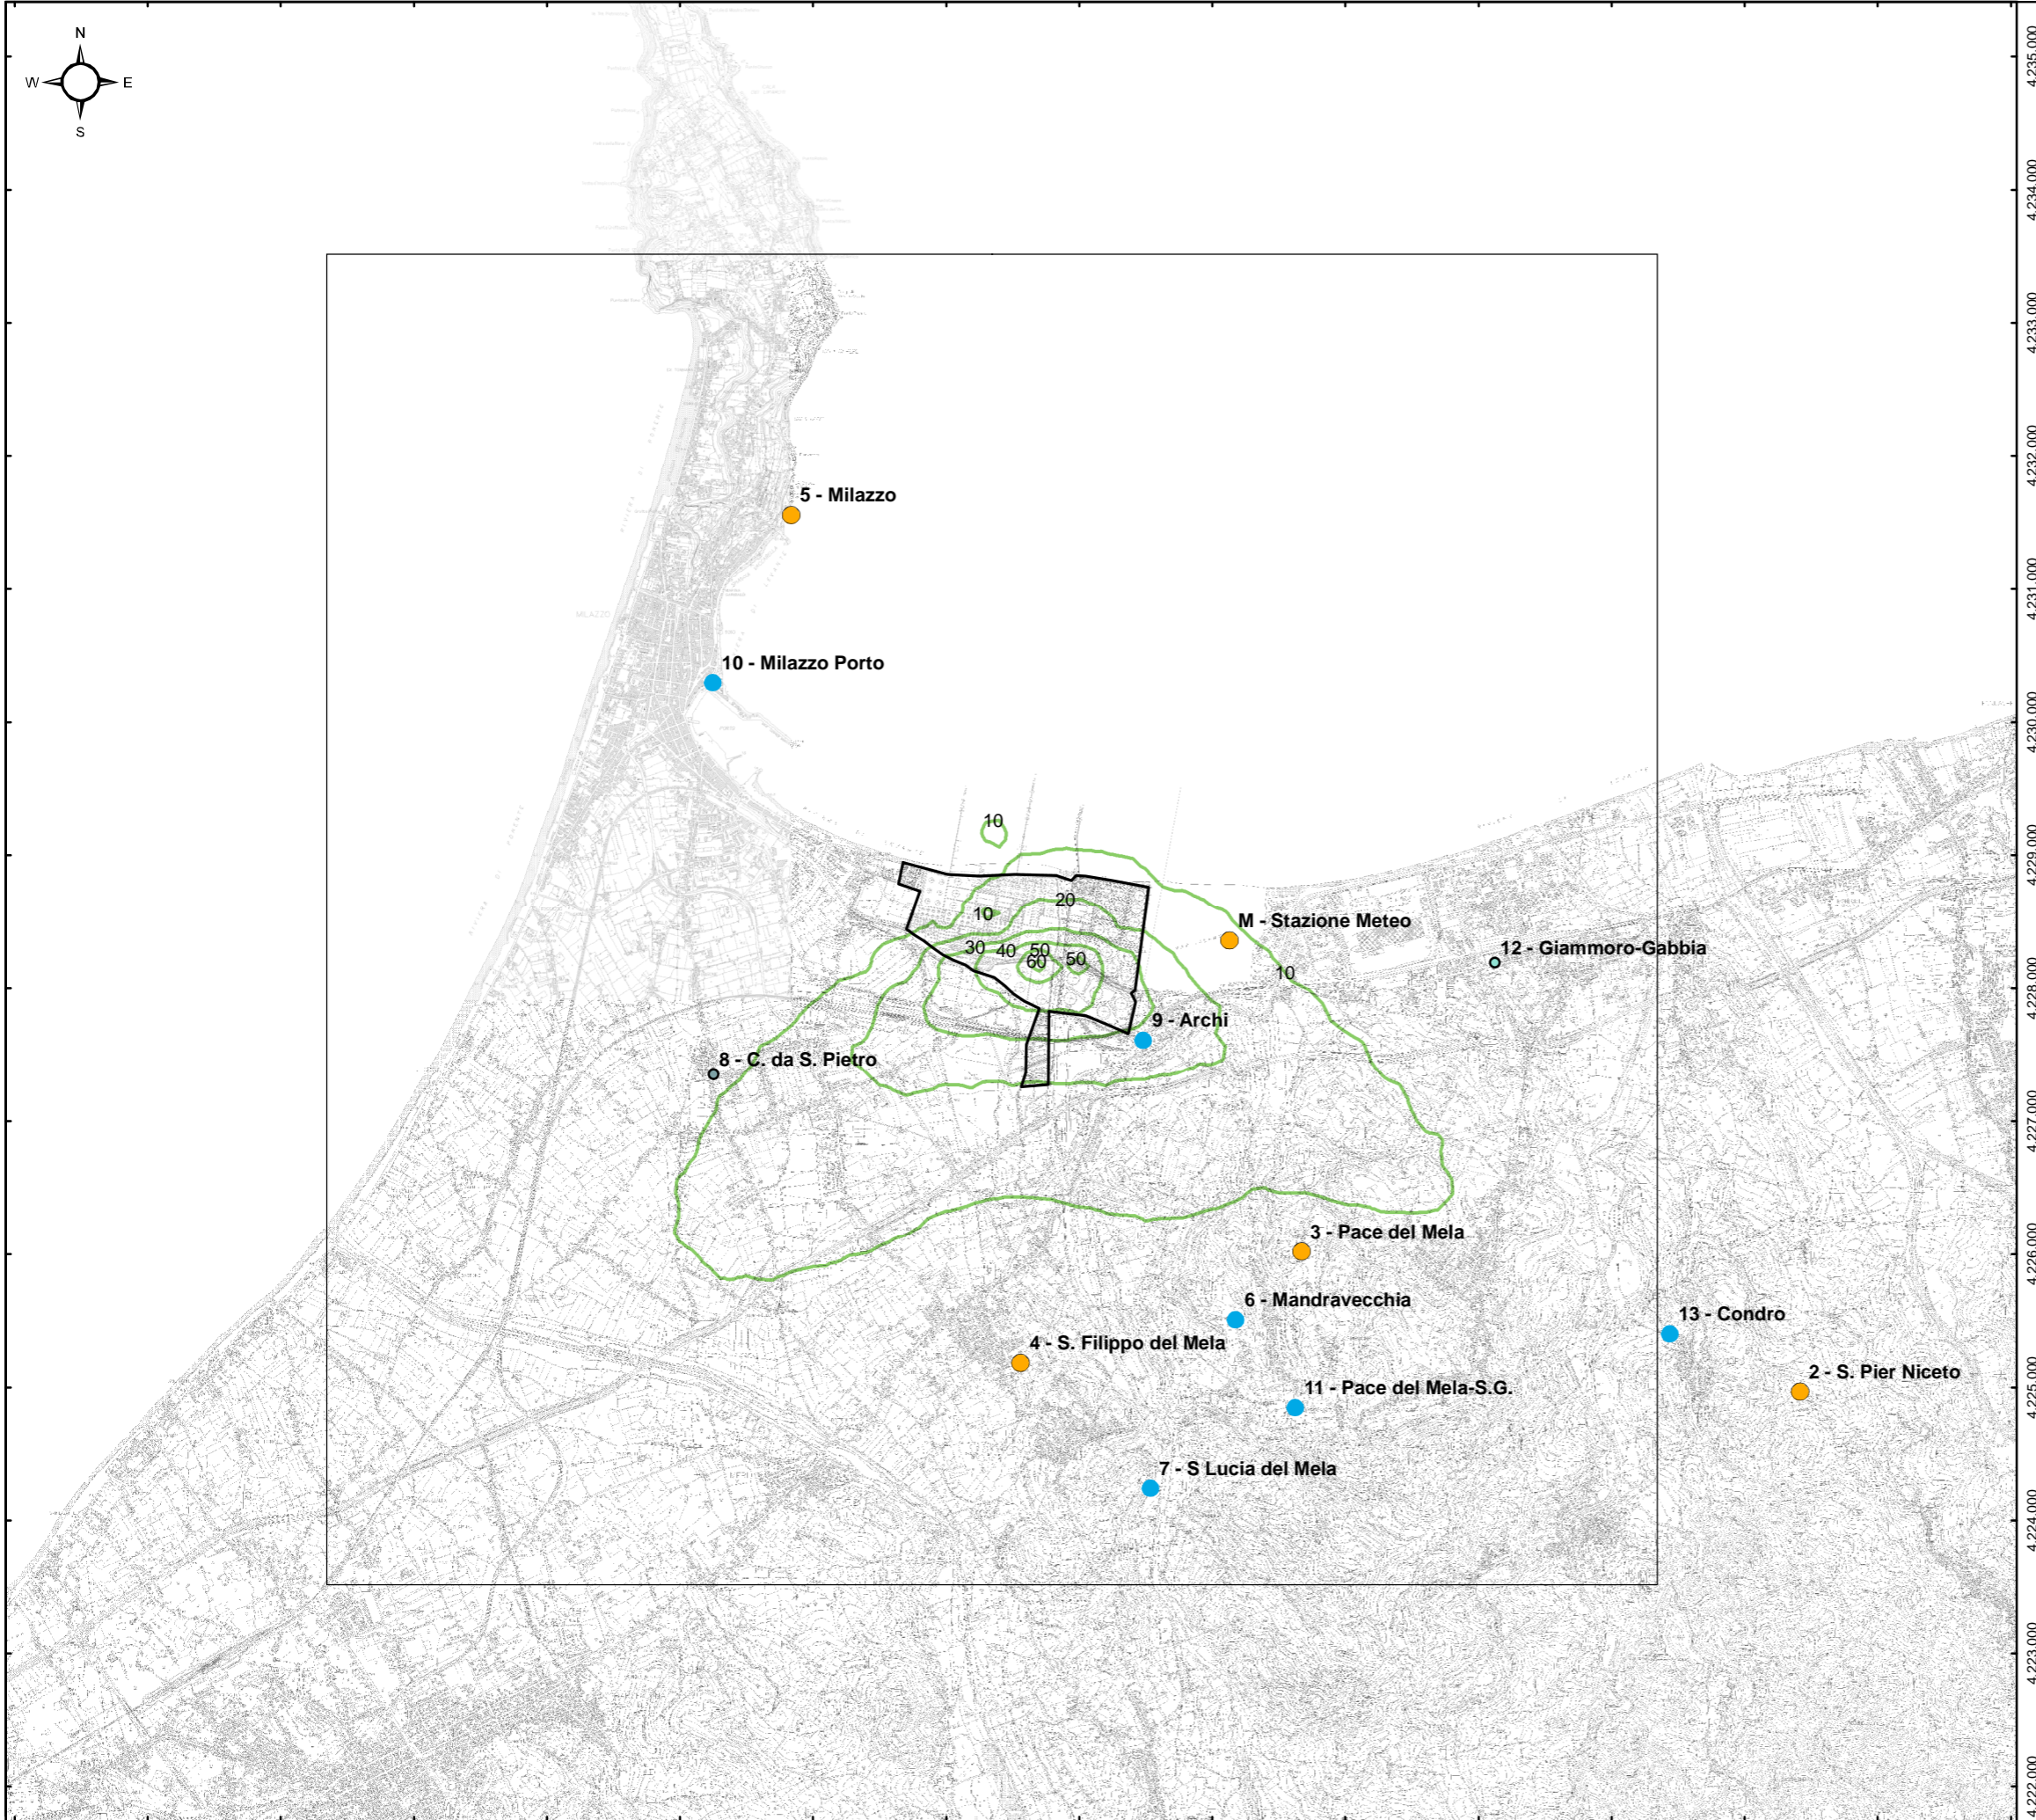 N
W E
S
4.235.000
4.234.000
4.233.000
4.232.000
5 - Milazzo
4.231.000
MILAZZO
10 - Milazzo Porto
4.230.000
4.229.000
10
20
10
M - Stazione Meteo
30 40 50
60 50
12 - Giammoro-Gabbia
10
4.228.000
9 - Archi
8 - C. da S. Pietro
4.227.000
3 - Pace del Mela
4.226.000
6 - Mandravecchia
13 - Condro
4 - S. Filippo del Mela
2 - S. Pier Niceto
11 - Pace del Mela-S.G.
4.225.000
7 - S Lucia del Mela
4.224.000
4.223.000
4.222.000